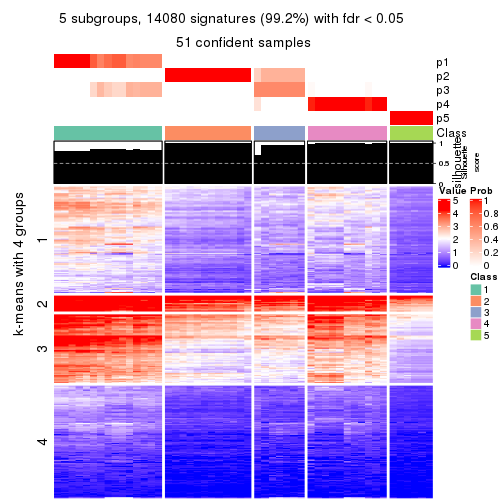 5 subgroups, 14080 signatures (99.2%) with fdr < 0.05
51 confident samples
p1
p2
p3
p4
p5
Class
1
0.5
0
silhouette
Silhouette
score
k-means with 4 groups
1
2
3
4
Value Prob
5 1
4 0.8
3 0.6
2 0.4
1 0.2
0 0
Class
1
2
3
4
5